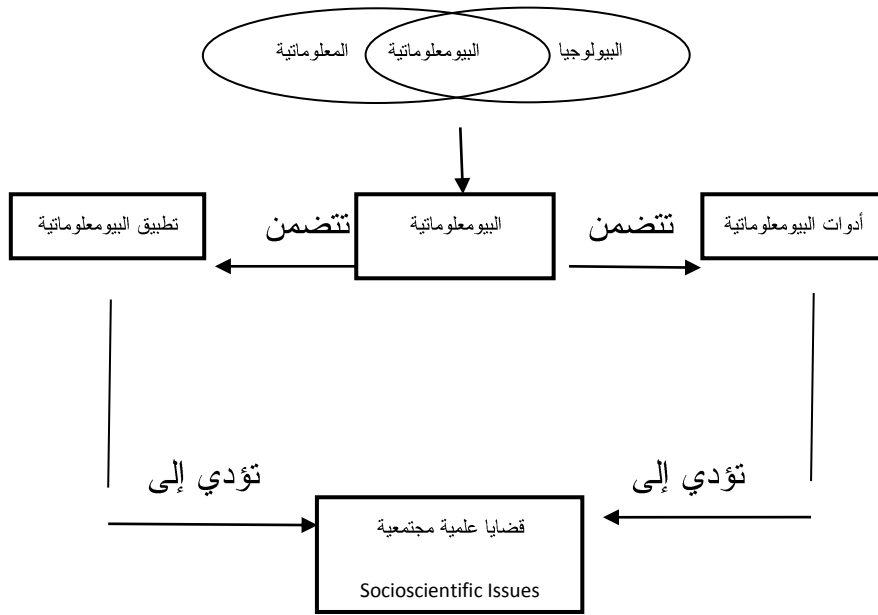 البيولوجيا
البيومعلوماتية
المعلوماتية
أدوات البيومعلوماتية
تتضمن
البيومعلوماتية
تتضمن
تطبيق البيومعلوماتية
تؤدي إلى
تؤدي إلى
قضايا علمية مجتمعية
Socioscientific Issues